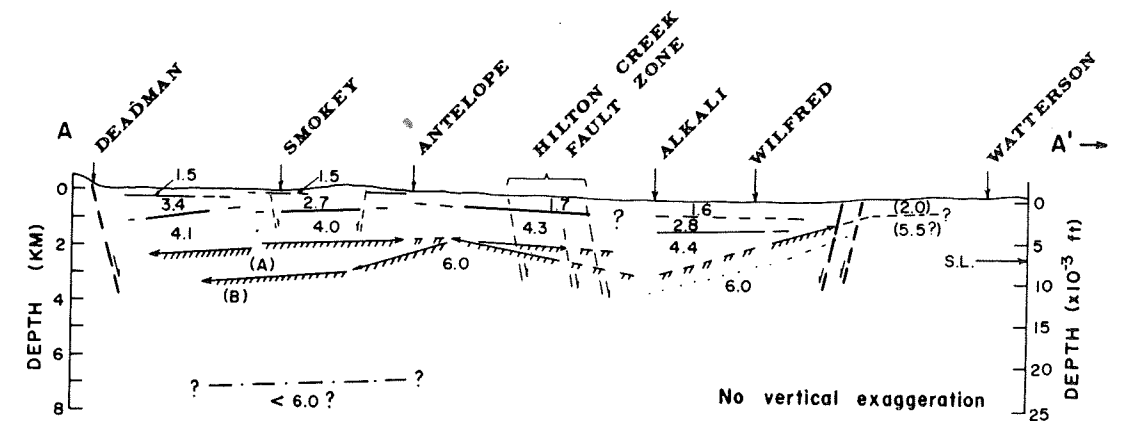 A
DEADMAN
SMOKEY
ANTELOPE
HILTON CREEK
FAULT ZONE
ALKALI
WILFRED
WATTERSON
A'
0
2
4
6
8
DEPTH (KM)
0
5
10
15
20
25
DEPTH (x10⁻³ ft)
S.L.
1.5
1.5
3.4
2.7
1.7
1.6
(2.0)
?
?
4.1
4.0
4.3
2.8
(5.5?)
4.4
(A)
6.0
6.0
(B)
?
?
< 6.0 ?
No vertical exaggeration